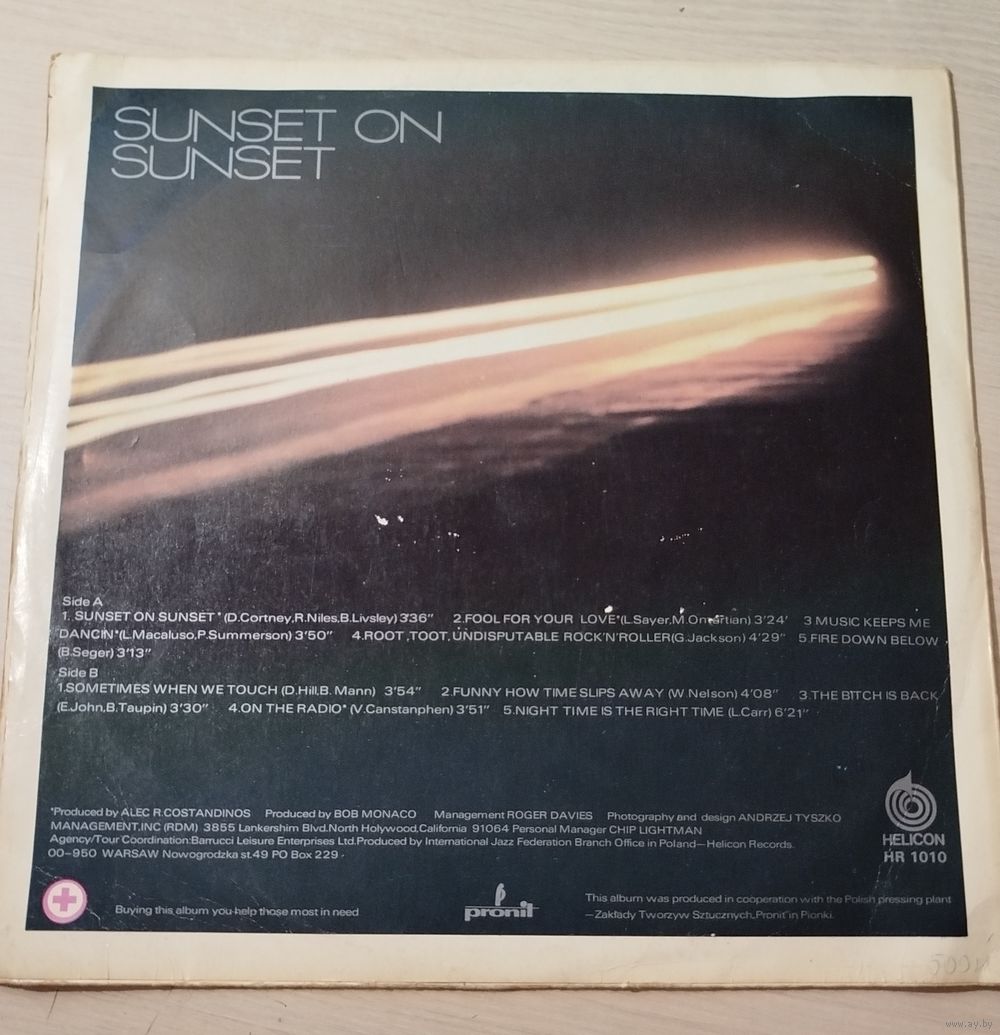 SUNSET ON
SUNSET
Side A
1. SUNSET ON SUNSET* (D.Cortney,R.Niles,B.Livsley) 3'36" 2.FOOL FOR YOUR LOVE*(L.Sayer,M.Omartian) 3'24' 3.MUSIC KEEPS ME
DANCIN*(L.Macaluso,P.Summerson) 3'50" 4.ROOT ,TOOT, UNDISPUTABLE ROCK'N'ROLLER(G.Jackson) 4'29" 5.FIRE DOWN BELOW
(B.Seger) 3'13"
Side B
1.SOMETIMES WHEN WE TOUCH (D.Hill,B. Mann) 3'54" 2.FUNNY HOW TIME SLIPS AWAY (W.Nelson) 4'08" 3.THE BITCH IS BACK
(E.John,B.Taupin) 3'30" 4.ON THE RADIO* (V.Canstanphen) 3'51" 5.NIGHT TIME IS THE RIGHT TIME (L.Carr) 6'21"
*Produced by ALEC R.COSTANDINOS Produced by BOB MONACO Management ROGER DAVIES Photography and design ANDRZEJ TYSZKO
MANAGEMENT,INC (RDM) 3855 Lankershim Blvd.North Holywood,California 91064 Personal Manager CHIP LIGHTMAN
Agency/Tour Coordination:Barrucci Leisure Enterprises Ltd.Produced by International Jazz Federation Branch Office in Poland—Helicon Records.
00-950 WARSAW Nowogrodzka st.49 PO Box 229
HELICON
HR 1010
Buying this album you help those most in need
pronit
This album was produced in cooperation with the Polish pressing plant
—Zakłady Tworzyw Sztucznych„Pronit"in Pionki.
www.ay.by